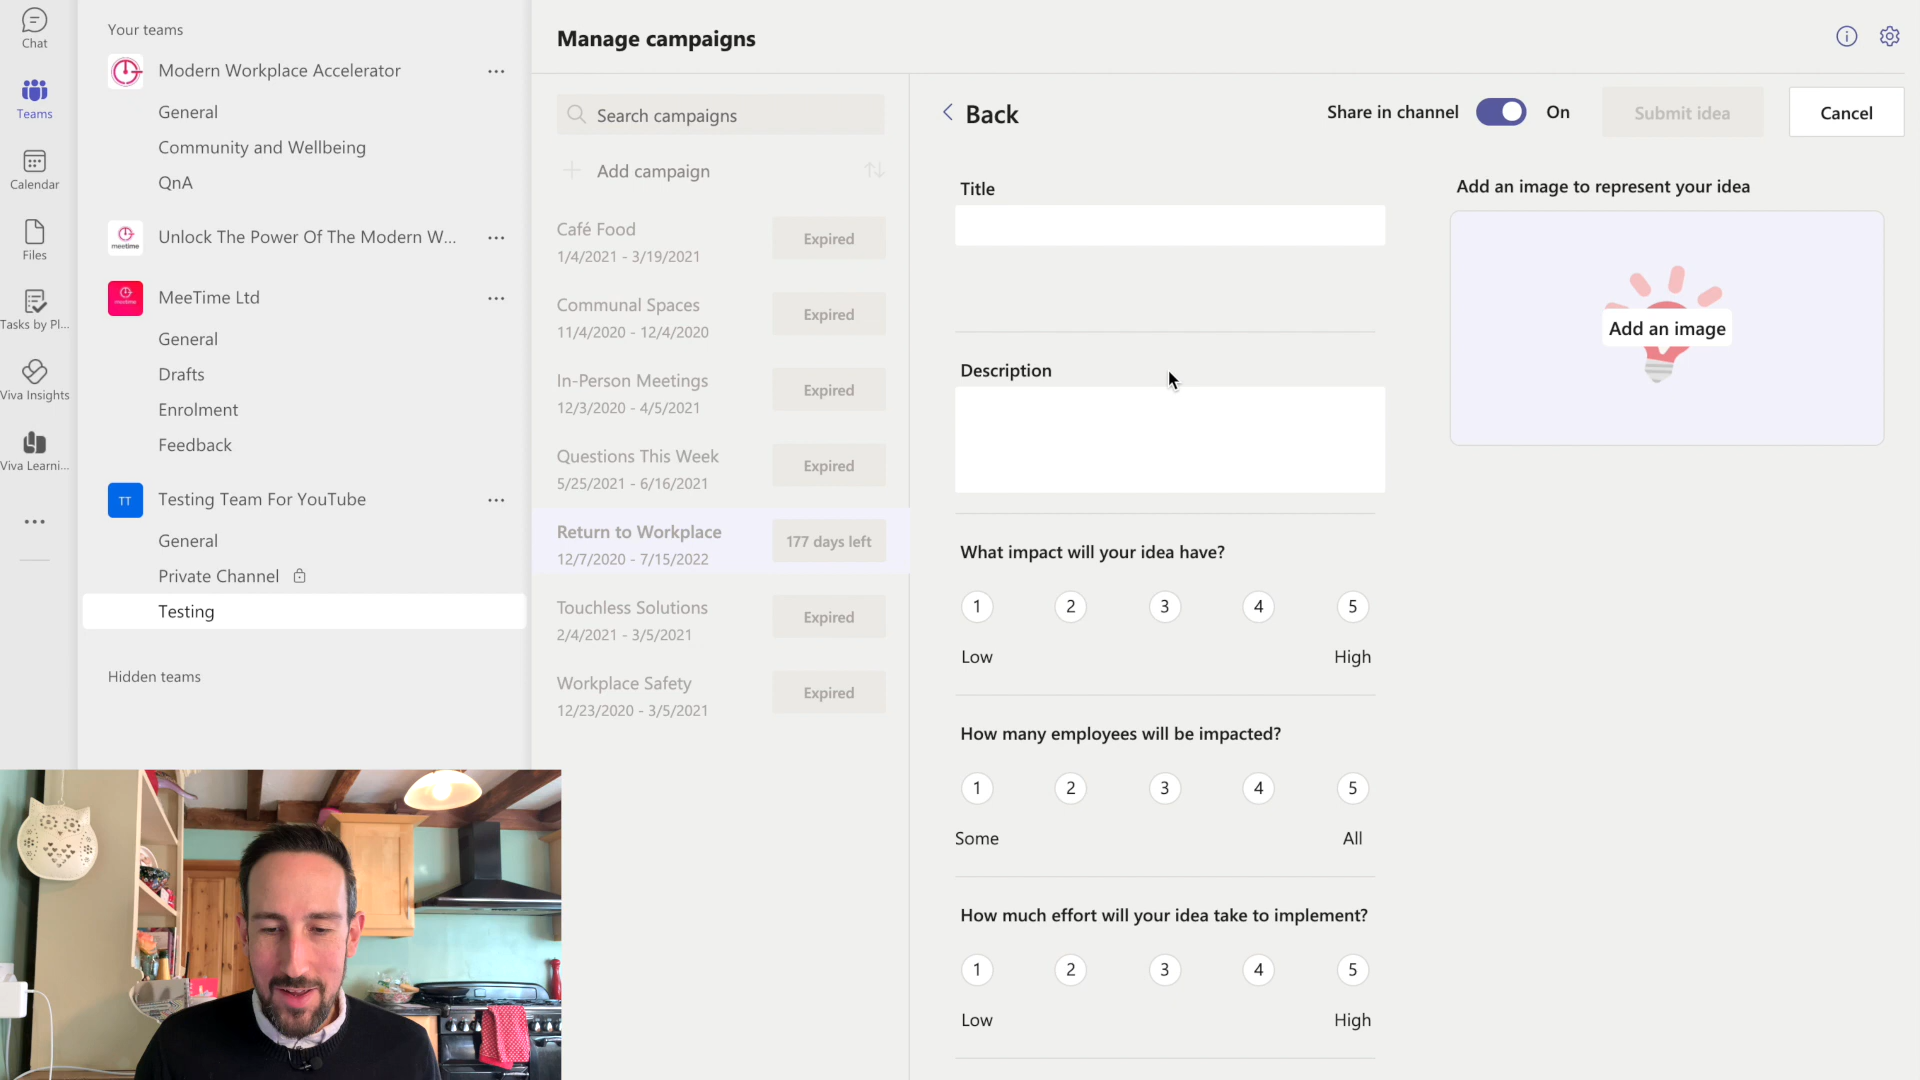 Chat
Teams
Calendar
Files
Tasks by Pl...
Viva Insights
Viva Learni...
Your teams
Modern Workplace Accelerator
General
Community and Wellbeing
QnA
meetime
Unlock The Power Of The Modern W...
MeeTime Ltd
General
Drafts
Enrolment
Feedback
TT
Testing Team For YouTube
General
Private Channel
Testing
Hidden teams
Manage campaigns
Search campaigns
Add campaign
Café Food
1/4/2021 - 3/19/2021
Expired
Communal Spaces
11/4/2020 - 12/4/2020
Expired
In-Person Meetings
12/3/2020 - 4/5/2021
Expired
Questions This Week
5/25/2021 - 6/16/2021
Expired
Return to Workplace
12/7/2020 - 7/15/2022
177 days left
Touchless Solutions
2/4/2021 - 3/5/2021
Expired
Workplace Safety
12/23/2020 - 3/5/2021
Expired
Back
Share in channel
On
Submit idea
Cancel
Title
Description
What impact will your idea have?
1 2 3 4 5
Low High
How many employees will be impacted?
1 2 3 4 5
Some All
How much effort will your idea take to implement?
1 2 3 4 5
Low High
Add an image to represent your idea
Add an image